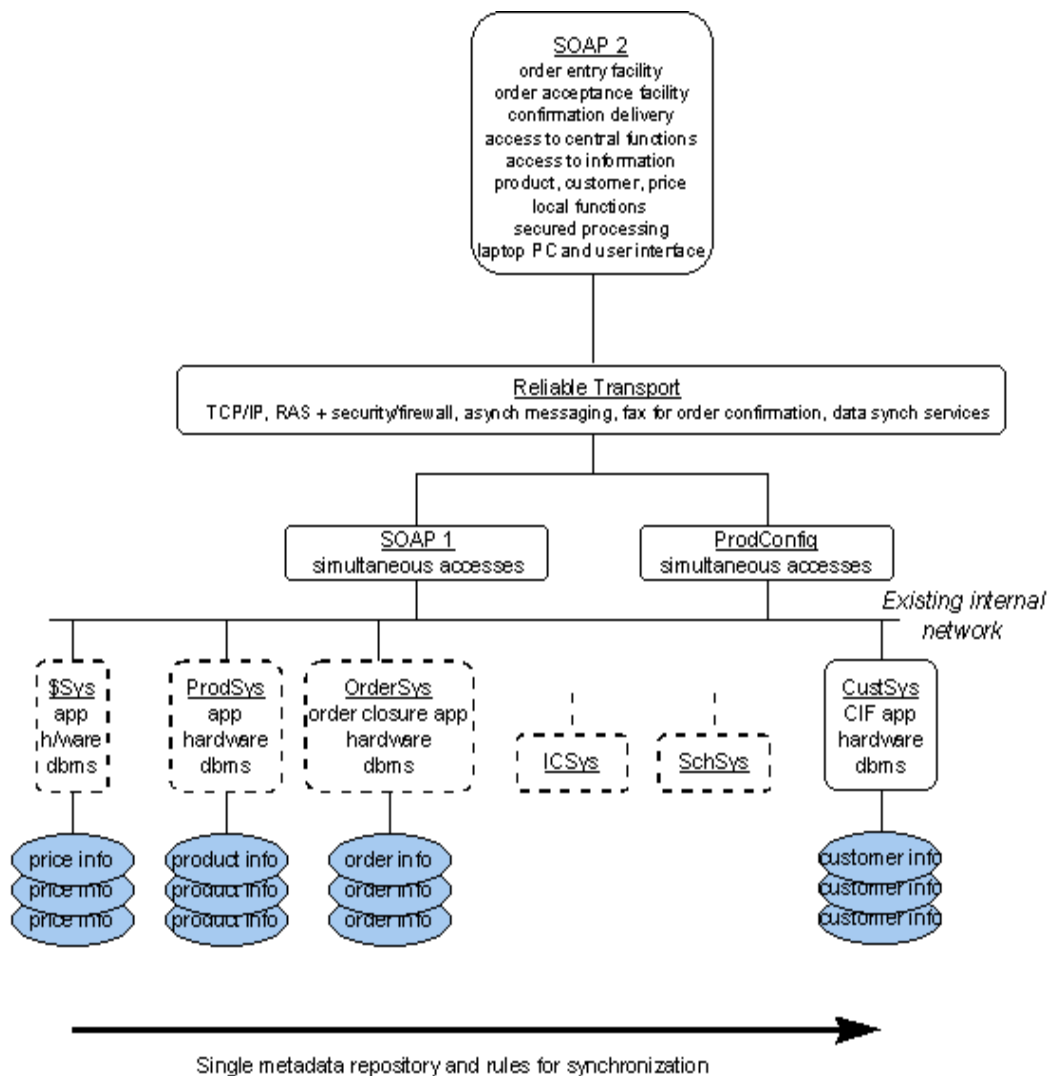 SOAP 2
order entry facility
order acceptance facility
confirmation delivery
access to central functions
access to information
product, customer, price
local functions
secured processing
laptop PC and user interface
Reliable Transport
TCP/IP, RAS + security/firewall, asynch messaging, fax for order confirmation, data synch services
SOAP 1
simultaneous accesses
ProdConfig
simultaneous accesses
Existing internal
network
$Sys
app
h/ware
dbms
ProdSys
app
hardware
dbms
OrderSys
order closure app
hardware
dbms
ICSys
SchSys
CustSys
CIF app
hardware
dbms
price info
price info
price info
product info
product info
product info
order info
order info
order info
customer info
customer info
customer info
Single metadata repository and rules for synchronization